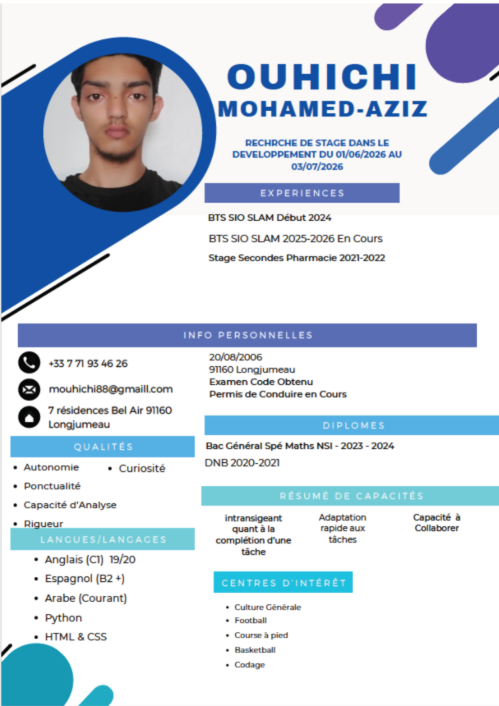 OUHICHI
MOHAMED-AZIZ
RECHRCHE DE STAGE DANS LE
DEVELOPPEMENT DU 01/06/2026 AU
03/07/2026
EXPERIENCES
BTS SIO SLAM Début 2024
BTS SIO SLAM 2025-2026 En Cours
Stage Secondes Pharmacie 2021-2022
INFO PERSONNELLES
+33 7 71 93 46 26
mouhichi88@gmaill.com
7 résidences Bel Air 91160
Longjumeau
20/08/2006
91160 Longjumeau
Examen Code Obtenu
Permis de Conduire en Cours
QUALITÉS
• Autonomie
• Curiosité
• Ponctualité
• Capacité d'Analyse
• Rigueur
LANGUES/LANGAGES
• Anglais (C1) 19/20
• Espagnol (B2 +)
• Arabe (Courant)
• Python
• HTML & CSS
DIPLOMES
Bac Général Spé Maths NSI - 2023 - 2024
DNB 2020-2021
RÉSUMÉ DE CAPACITÉS
intransigeant
quant à la
complétion d'une
tâche
Adaptation
rapide aux
tâches
Capacité à
Collaborer
CENTRES D'INTÉRÊT
• Culture Générale
• Football
• Course à pied
• Basketball
• Codage